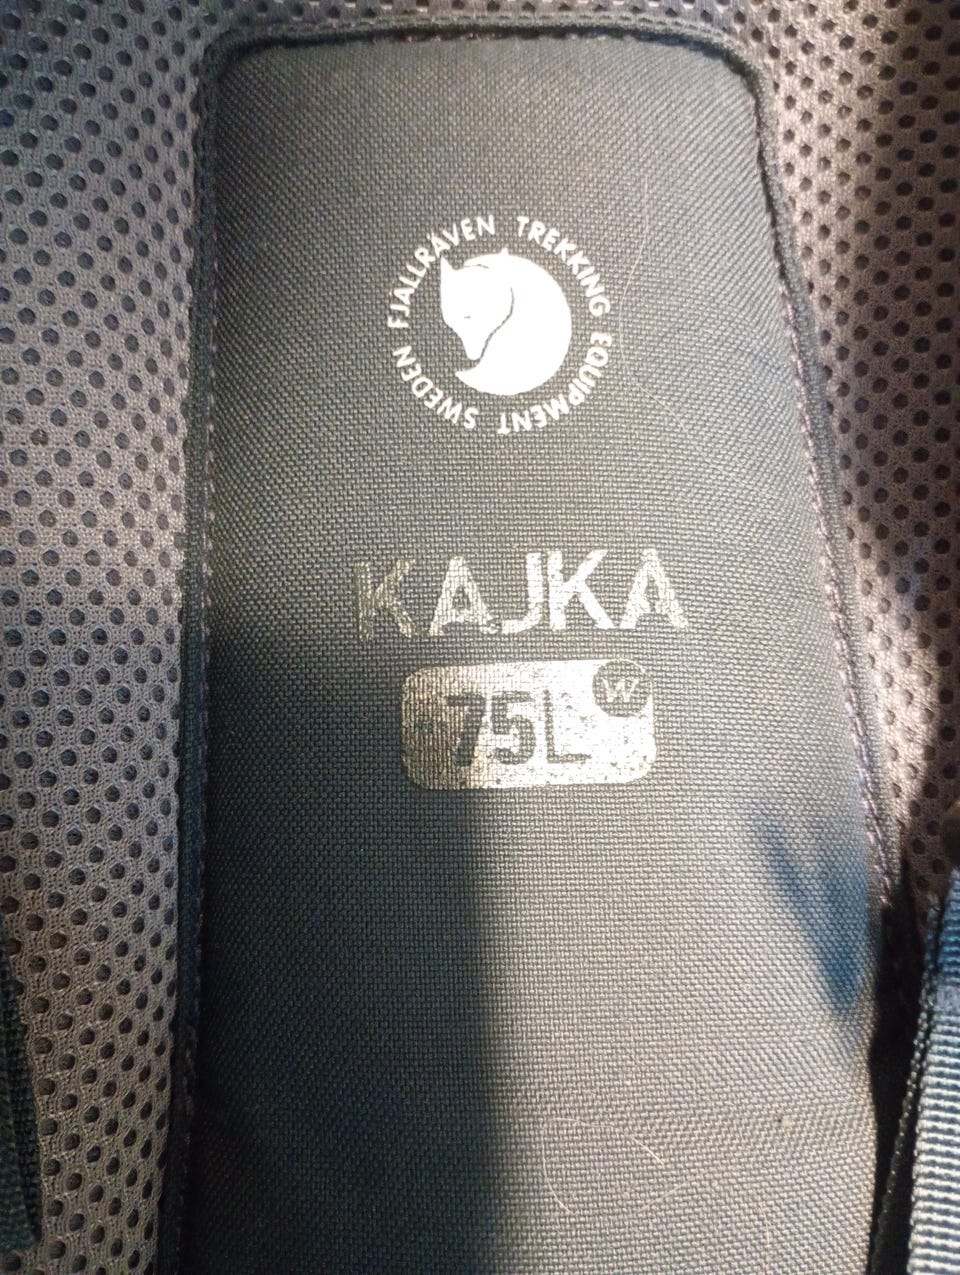 FJÄLLRÄVEN TREKKING EQUIPMENT SWEDEN
KAJKA
75L W